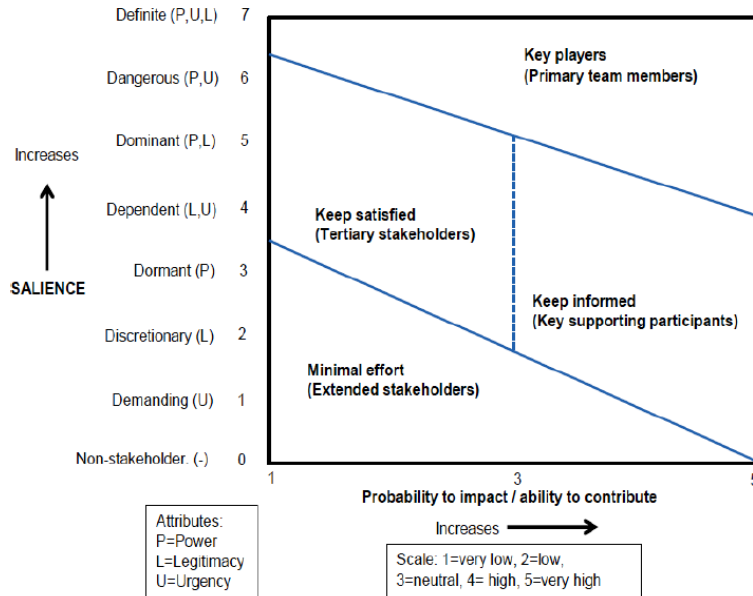 Definite (P,U,L) 7
Dangerous (P,U) 6
Dominant (P,L) 5
Dependent (L,U) 4
Dormant (P) 3
Discretionary (L) 2
Demanding (U) 1
Non-stakeholder. (-) 0
Increases
SALIENCE
Key players
(Primary team members)
Keep satisfied
(Tertiary stakeholders)
Keep informed
(Key supporting participants)
Minimal effort
(Extended stakeholders)
1 3 5
Probability to impact / ability to contribute
Increases
Attributes:
P=Power
L=Legitimacy
U=Urgency
Scale: 1=very low, 2=low,
3=neutral, 4= high, 5=very high